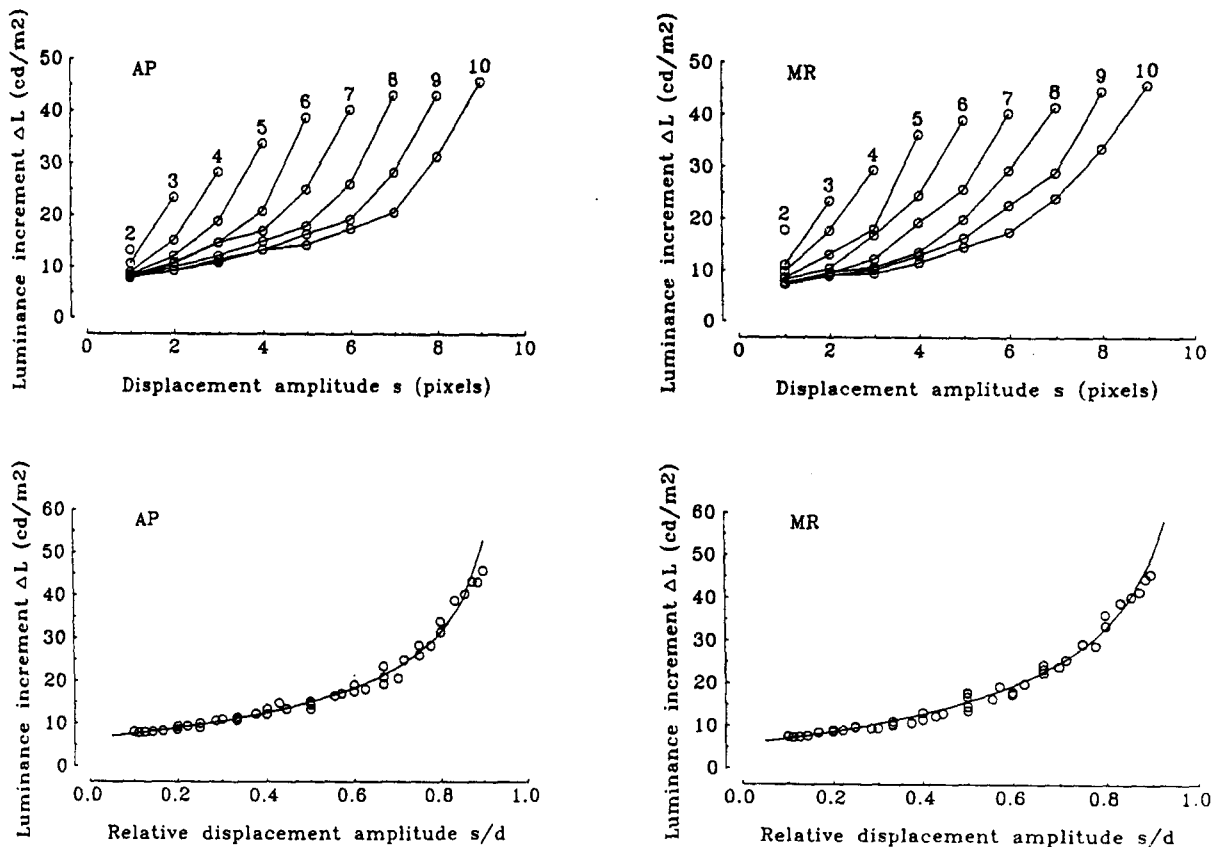 Luminance increment ΔL (cd/m2)
AP
50
40
30
20
10
0
2
3
4
5
6
7
8
9
10
0 2 4 6 8 10
Displacement amplitude s (pixels)
Luminance increment ΔL (cd/m2)
MR
50
40
30
20
10
0
2
3
4
5
6
7
8
9
10
0 2 4 6 8 10
Displacement amplitude s (pixels)
Luminance increment ΔL (cd/m2)
AP
60
50
40
30
20
10
0
0.0 0.2 0.4 0.6 0.8 1.0
Relative displacement amplitude s/d
Luminance increment ΔL (cd/m2)
MR
60
50
40
30
20
10
0
0.0 0.2 0.4 0.6 0.8 1.0
Relative displacement amplitude s/d